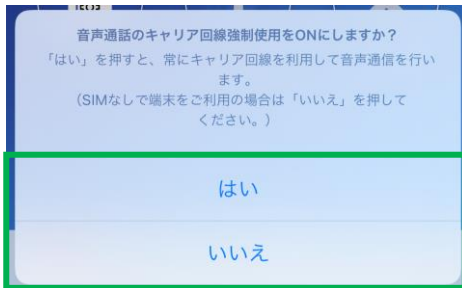 音声通話のキャリア回線強制使用をONにしますか？
「はい」を押すと、常にキャリア回線を利用して音声通信を行い
ます。
（SIMなしで端末をご利用の場合は「いいえ」を押して
ください。）
はい
いいえ